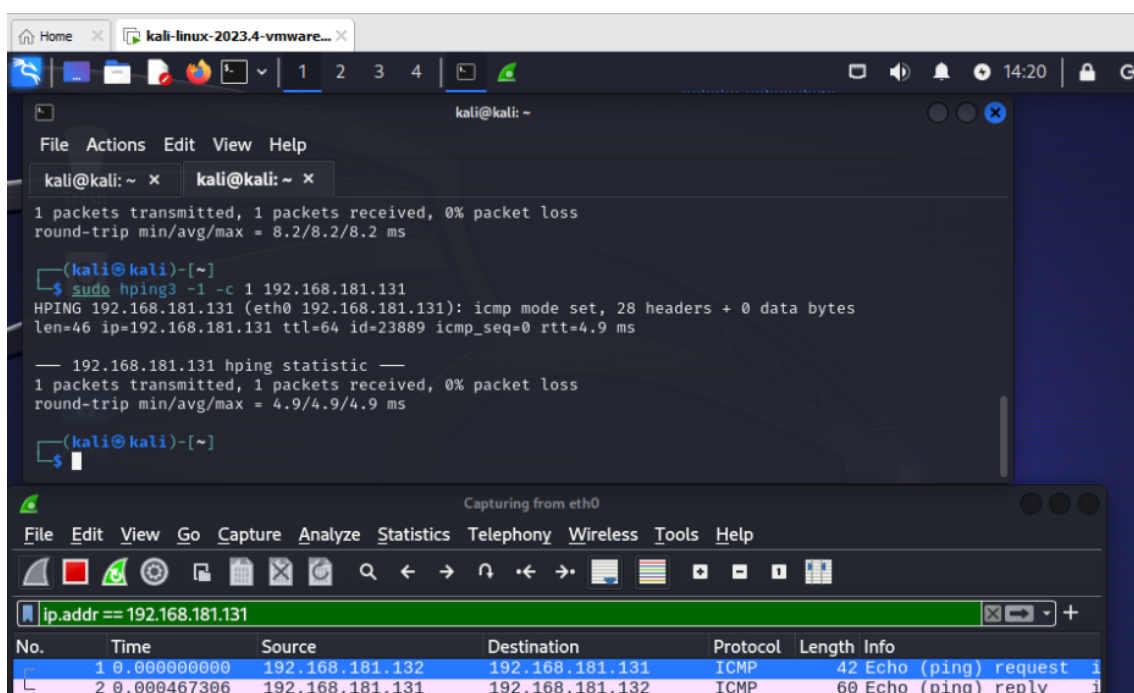 Home kali-linux-2023.4-vmware...
1 2 3 4 14:20
kali@kali: ~
File Actions Edit View Help
kali@kali: ~ kali@kali: ~
1 packets transmitted, 1 packets received, 0% packet loss
round-trip min/avg/max = 8.2/8.2/8.2 ms
┌──(kali㉿kali)-[~]
└─$ sudo hping3 -1 -c 1 192.168.181.131
HPING 192.168.181.131 (eth0 192.168.181.131): icmp mode set, 28 headers + 0 data bytes
len=46 ip=192.168.181.131 ttl=64 id=23889 icmp_seq=0 rtt=4.9 ms
— 192.168.181.131 hping statistic —
1 packets transmitted, 1 packets received, 0% packet loss
round-trip min/avg/max = 4.9/4.9/4.9 ms
┌──(kali㉿kali)-[~]
└─$
Capturing from eth0
File Edit View Go Capture Analyze Statistics Telephony Wireless Tools Help
ip.addr == 192.168.181.131
No. Time Source Destination Protocol Length Info
1 0.000000000 192.168.181.132 192.168.181.131 ICMP 42 Echo (ping) request i
2 0.000467306 192.168.181.131 192.168.181.132 ICMP 60 Echo (ping) reply i